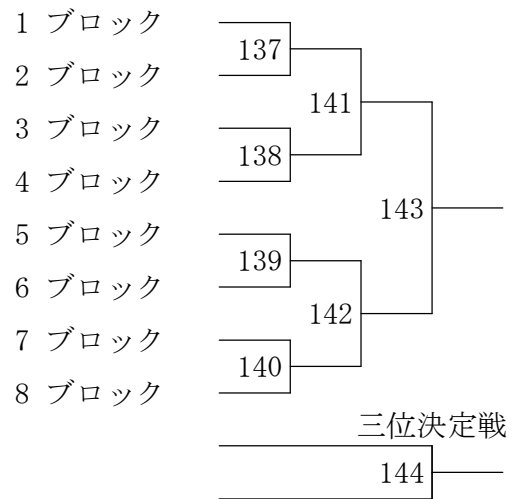 1 ブロック
137
2 ブロック
141
3 ブロック
138
4 ブロック
143
5 ブロック
139
6 ブロック
142
7 ブロック
140
8 ブロック
三位決定戦
144